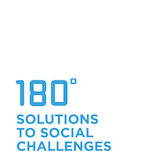 180°
SOLUTIONS
TO SOCIAL
CHALLENGES